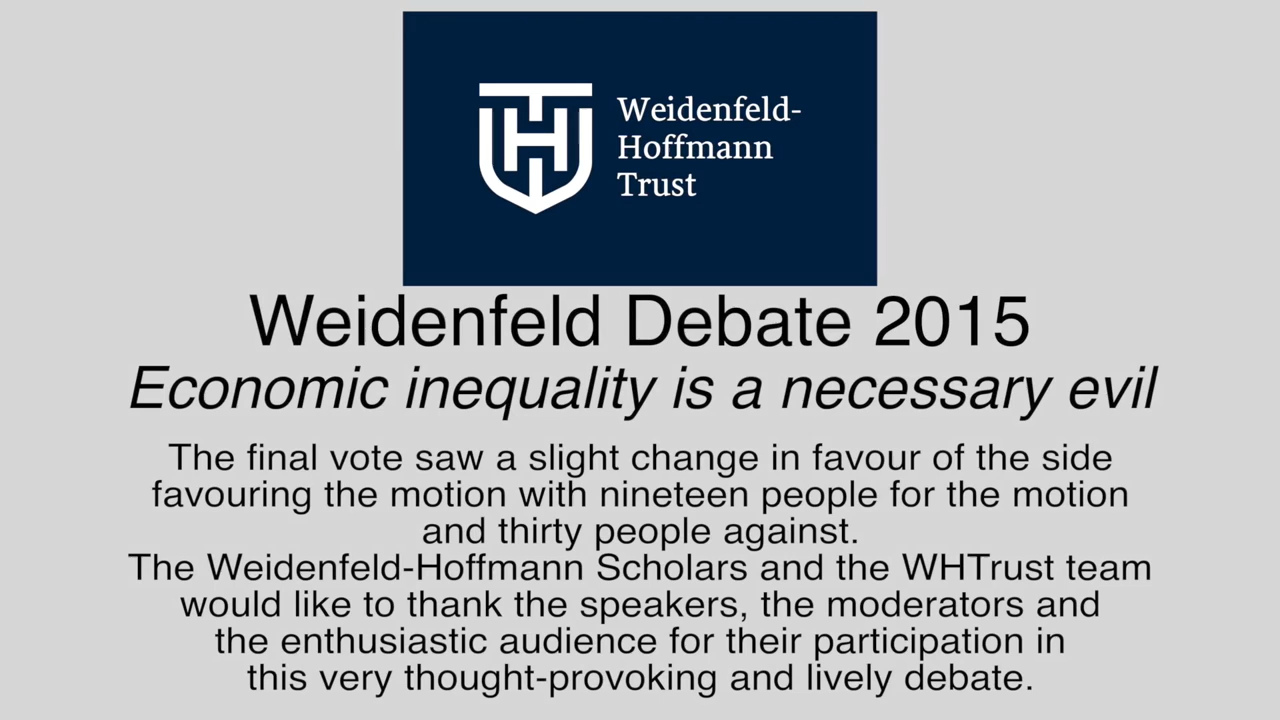 Weidenfeld-
Hoffmann
Trust
Weidenfeld Debate 2015
Economic inequality is a necessary evil
The final vote saw a slight change in favour of the side
favouring the motion with nineteen people for the motion
and thirty people against.
The Weidenfeld-Hoffmann Scholars and the WHTrust team
would like to thank the speakers, the moderators and
the enthusiastic audience for their participation in
this very thought-provoking and lively debate.